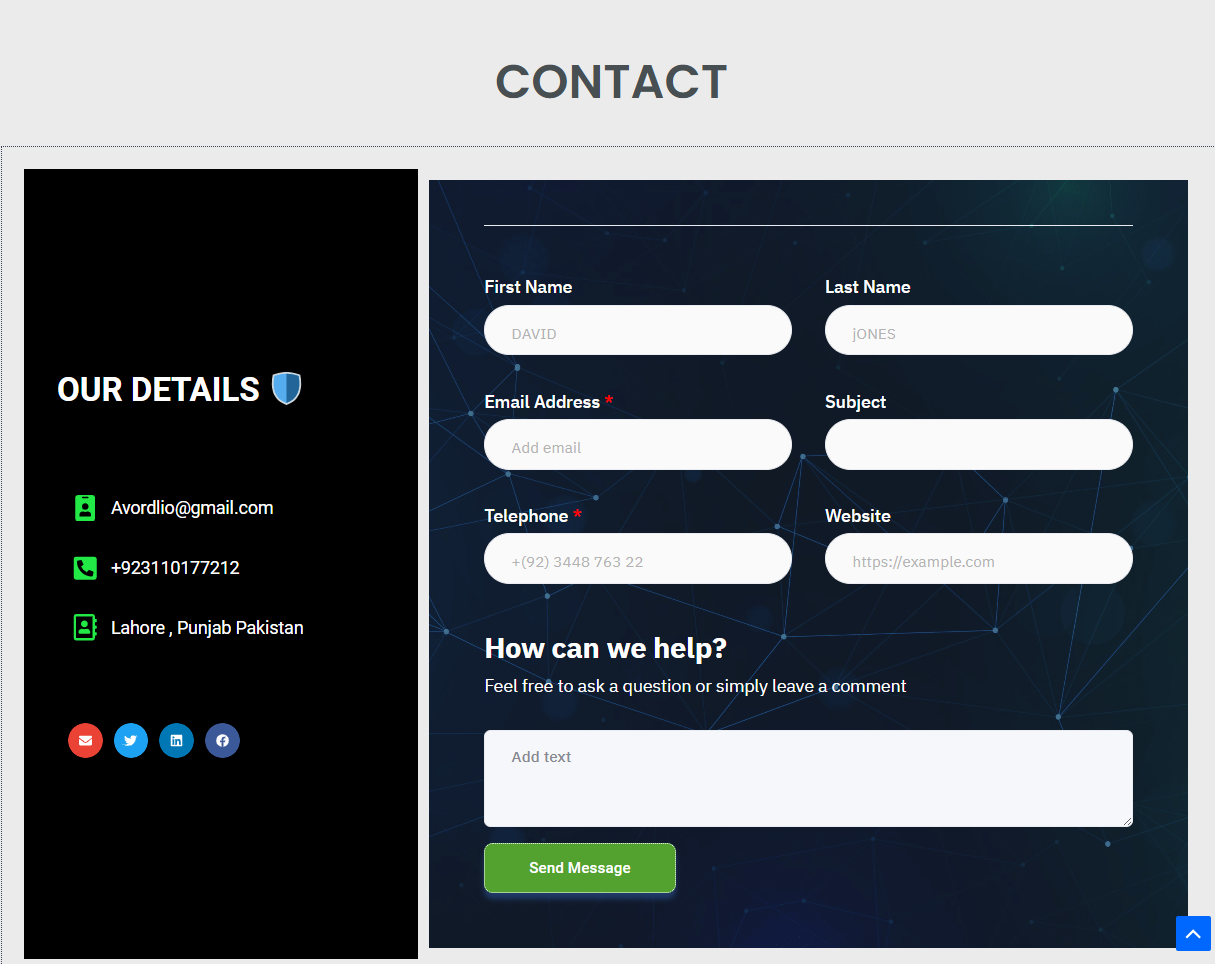 CONTACT
OUR DETAILS
Avordlio@gmail.com
+923110177212
Lahore , Punjab Pakistan
First Name
Last Name
DAVID
jONES
Email Address *
Subject
Add email
Telephone *
Website
+(92) 3448 763 22
https://example.com
How can we help?
Feel free to ask a question or simply leave a comment
Add text
Send Message